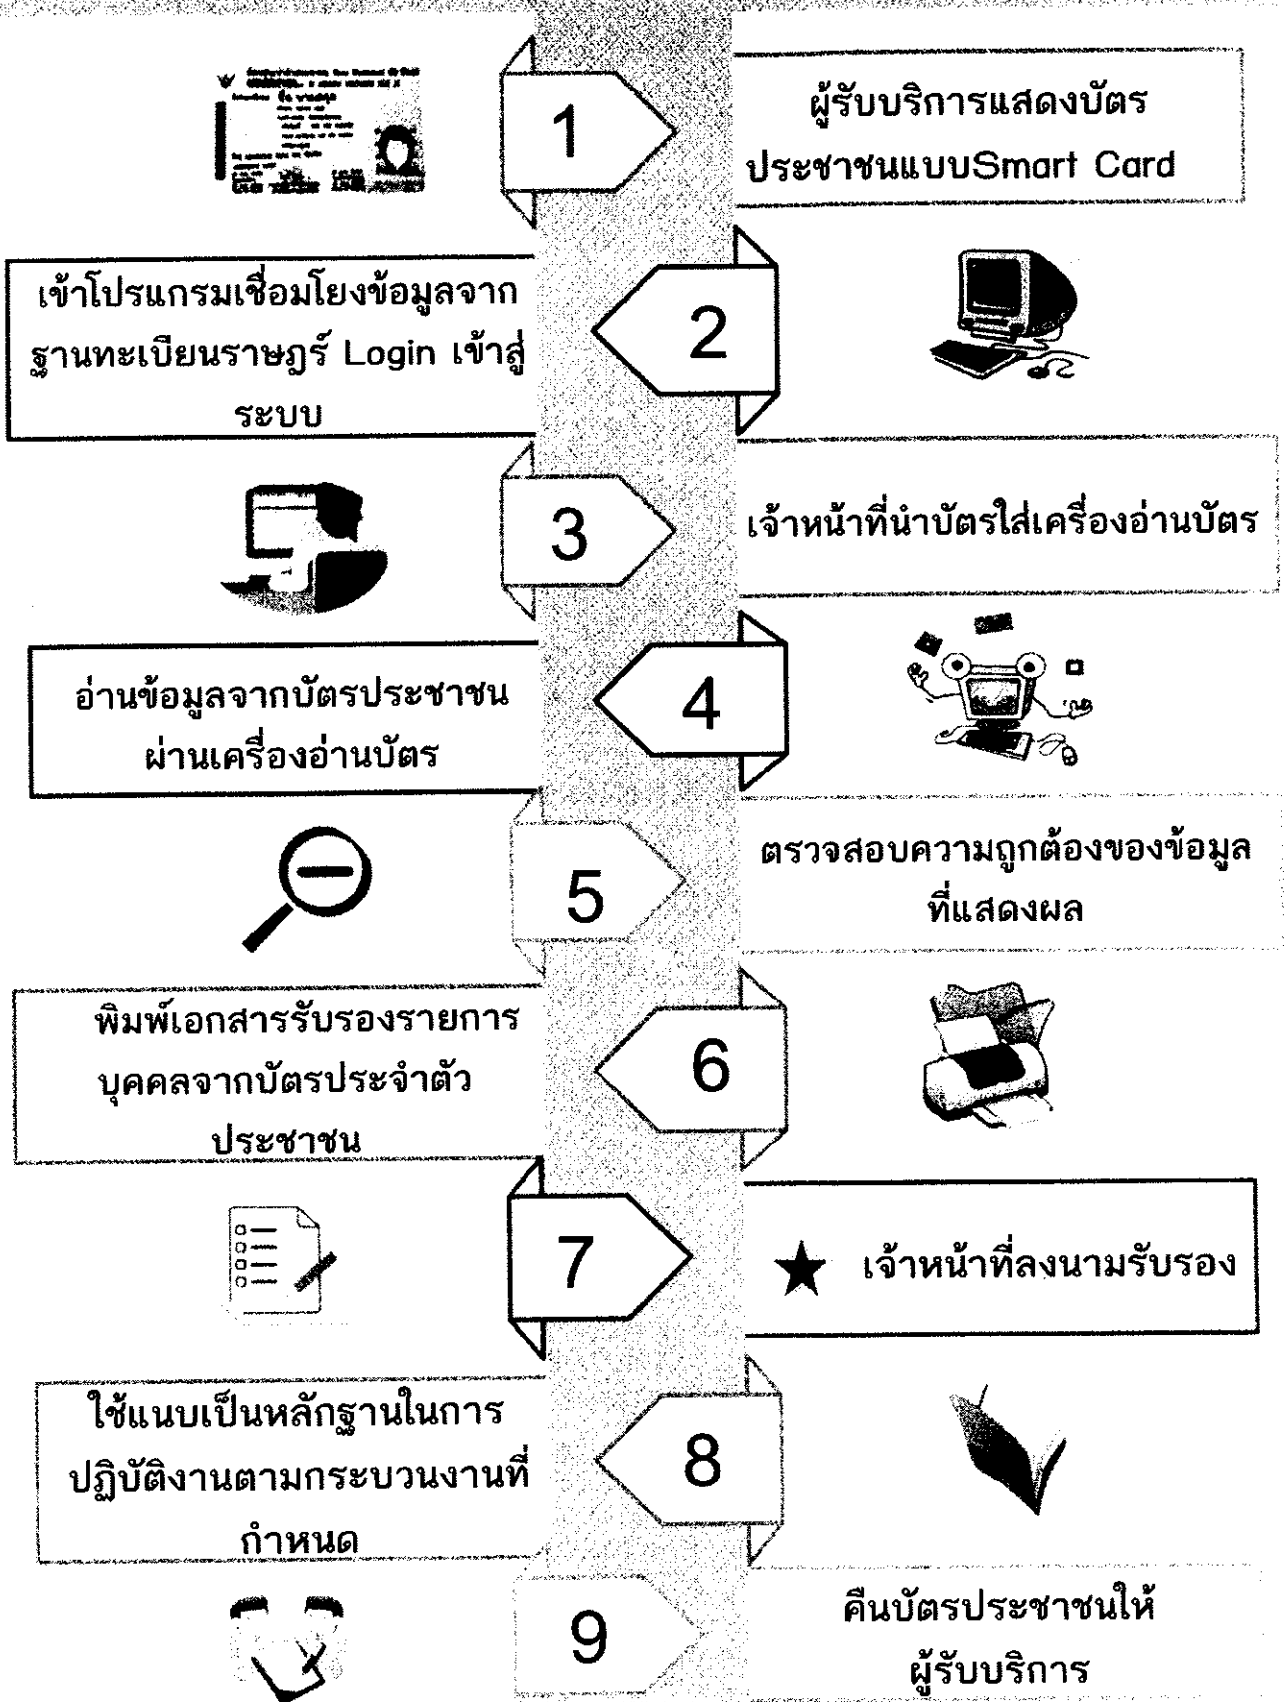 1
ผู้รับบริการแสดงบัตร
ประชาชนแบบSmart Card
2
เข้าโปรแกรมเชื่อมโยงข้อมูลจาก
ฐานทะเบียนราษฎร์ Login เข้าสู่
ระบบ
3
เจ้าหน้าที่นำบัตรใส่เครื่องอ่านบัตร
4
อ่านข้อมูลจากบัตรประชาชน
ผ่านเครื่องอ่านบัตร
5
ตรวจสอบความถูกต้องของข้อมูล
ที่แสดงผล
6
พิมพ์เอกสารรับรองรายการ
บุคคลจากบัตรประจำตัว
ประชาชน
7
★ เจ้าหน้าที่ลงนามรับรอง
8
ใช้แนบเป็นหลักฐานในการ
ปฏิบัติงานตามกระบวนงานที่
กำหนด
9
คืนบัตรประชาชนให้
ผู้รับบริการ